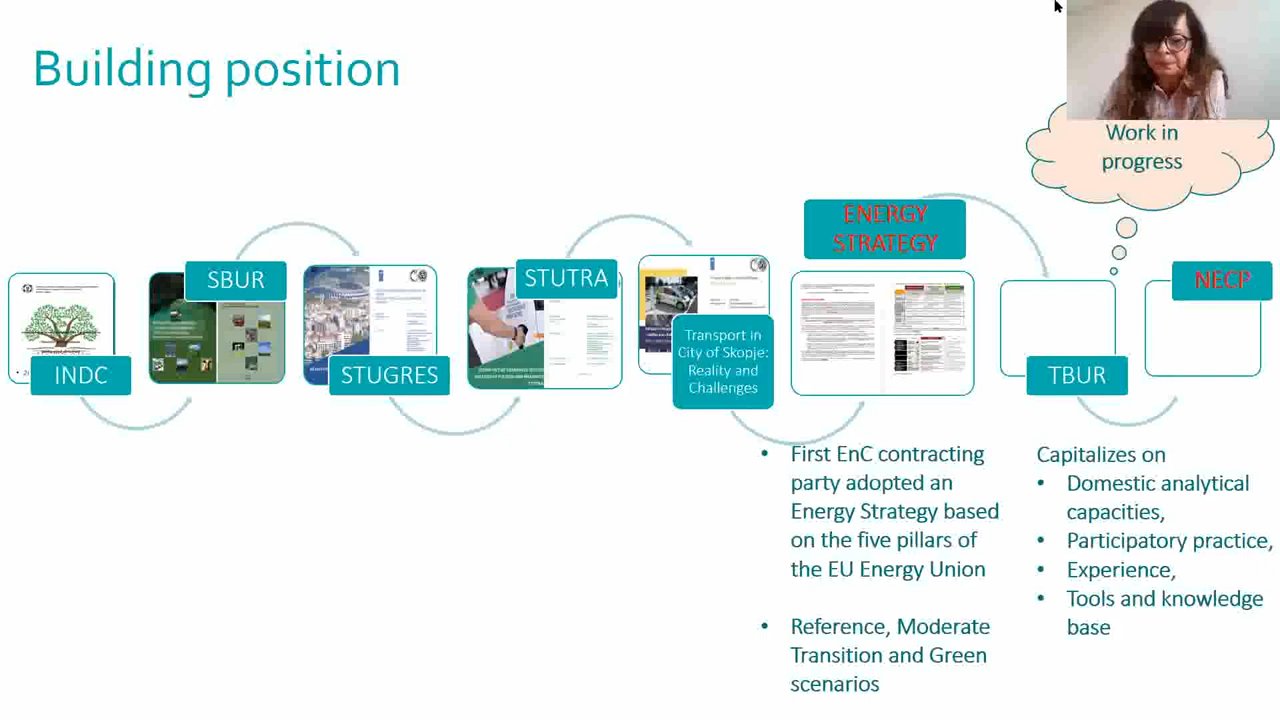 Building position
Work in
progress
ENERGY
STRATEGY
SBUR
STUTRA
NECP
Transport in
City of Skopje:
Reality and
Challenges
INDC
STUGRES
TBUR
• First EnC contracting
party adopted an
Energy Strategy based
on the five pillars of
the EU Energy Union
• Reference, Moderate
Transition and Green
scenarios
Capitalizes on
• Domestic analytical
capacities,
• Participatory practice,
• Experience,
• Tools and knowledge
base